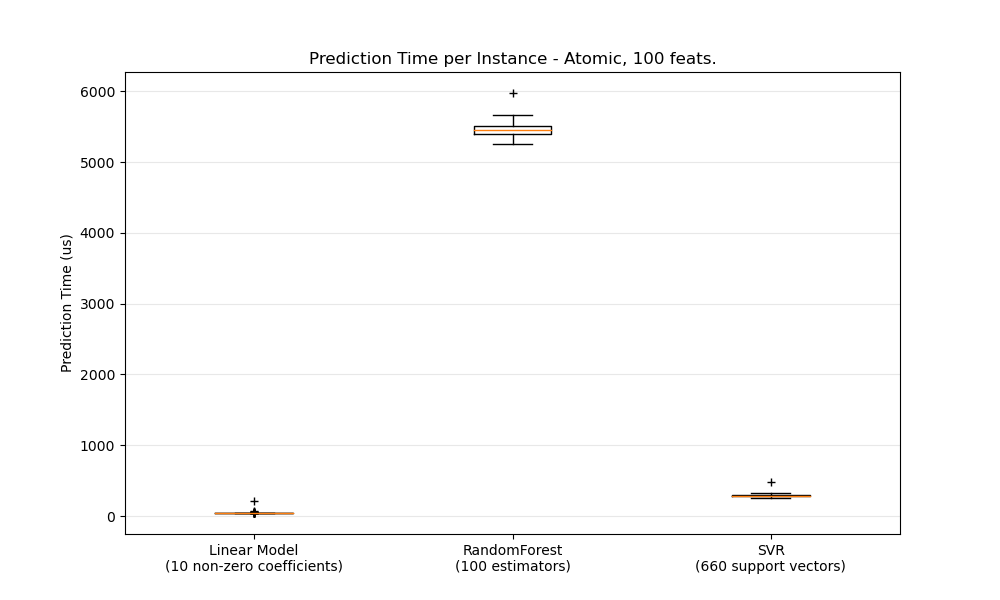 Prediction Time per Instance - Atomic, 100 feats.
Prediction Time (us)
6000
5000
4000
3000
2000
1000
0
Linear Model
(10 non-zero coefficients)
RandomForest
(100 estimators)
SVR
(660 support vectors)